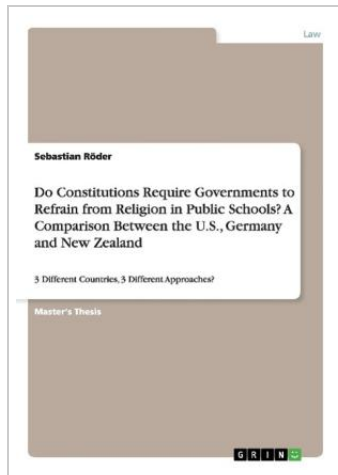 Law
Sebastian Röder
Do Constitutions Require Governments to
Refrain from Religion in Public Schools? A
Comparison Between the U.S., Germany
and New Zealand
3 Different Countries, 3 Different Approaches?
Master's Thesis
GRIN